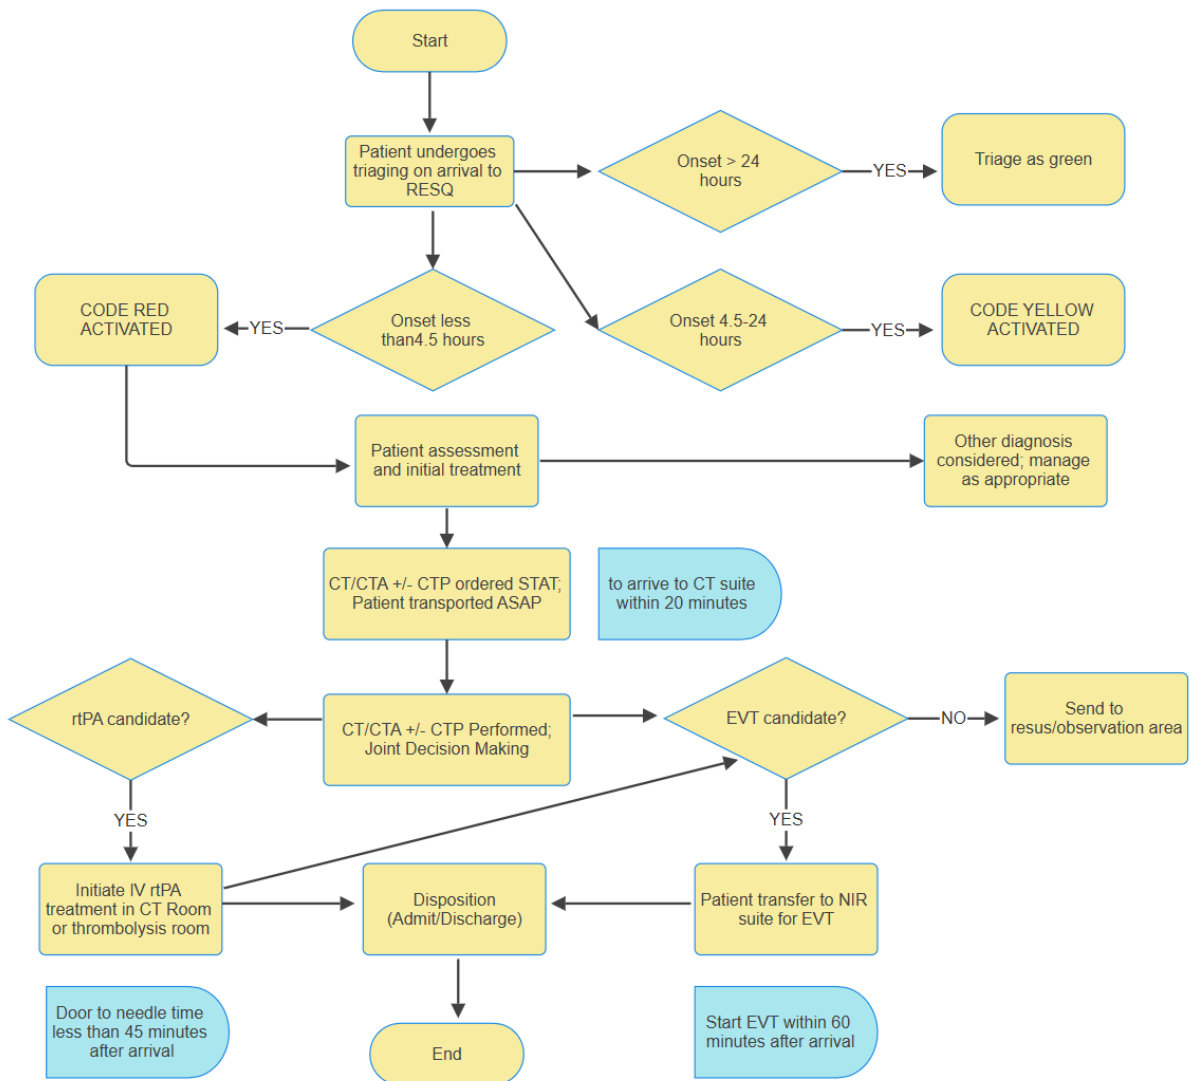 Start
Patient undergoes
triaging on arrival to
RESQ
Onset > 24
hours
YES
Triage as green
CODE RED
ACTIVATED
YES
Onset less
than4.5 hours
Onset 4.5-24
hours
YES
CODE YELLOW
ACTIVATED
Patient assessment
and initial treatment
Other diagnosis
considered; manage
as appropriate
CT/CTA +/- CTP ordered STAT;
Patient transported ASAP
to arrive to CT suite
within 20 minutes
rtPA candidate?
CT/CTA +/- CTP Performed;
Joint Decision Making
EVT candidate?
NO
Send to
resus/observation area
YES
YES
Initiate IV rtPA
treatment in CT Room
or thrombolysis room
Disposition
(Admit/Discharge)
Patient transfer to NIR
suite for EVT
Door to needle time
less than 45 minutes
after arrival
End
Start EVT within 60
minutes after arrival